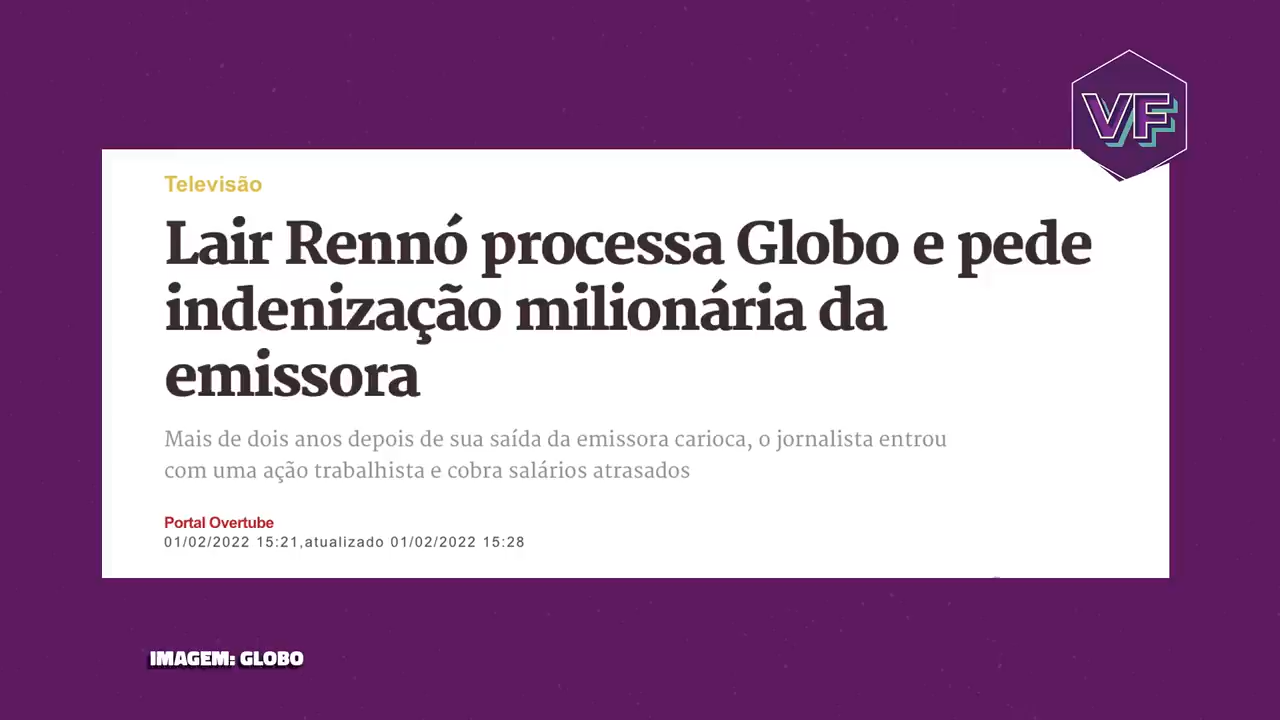 VF
Televisão
Lair Rennó processa Globo e pede
indenização milionária da
emissora
Mais de dois anos depois de sua saída da emissora carioca, o jornalista entrou
com uma ação trabalhista e cobra salários atrasados
Portal Overtube
01/02/2022 15:21,atualizado 01/02/2022 15:28
IMAGEM: GLOBO